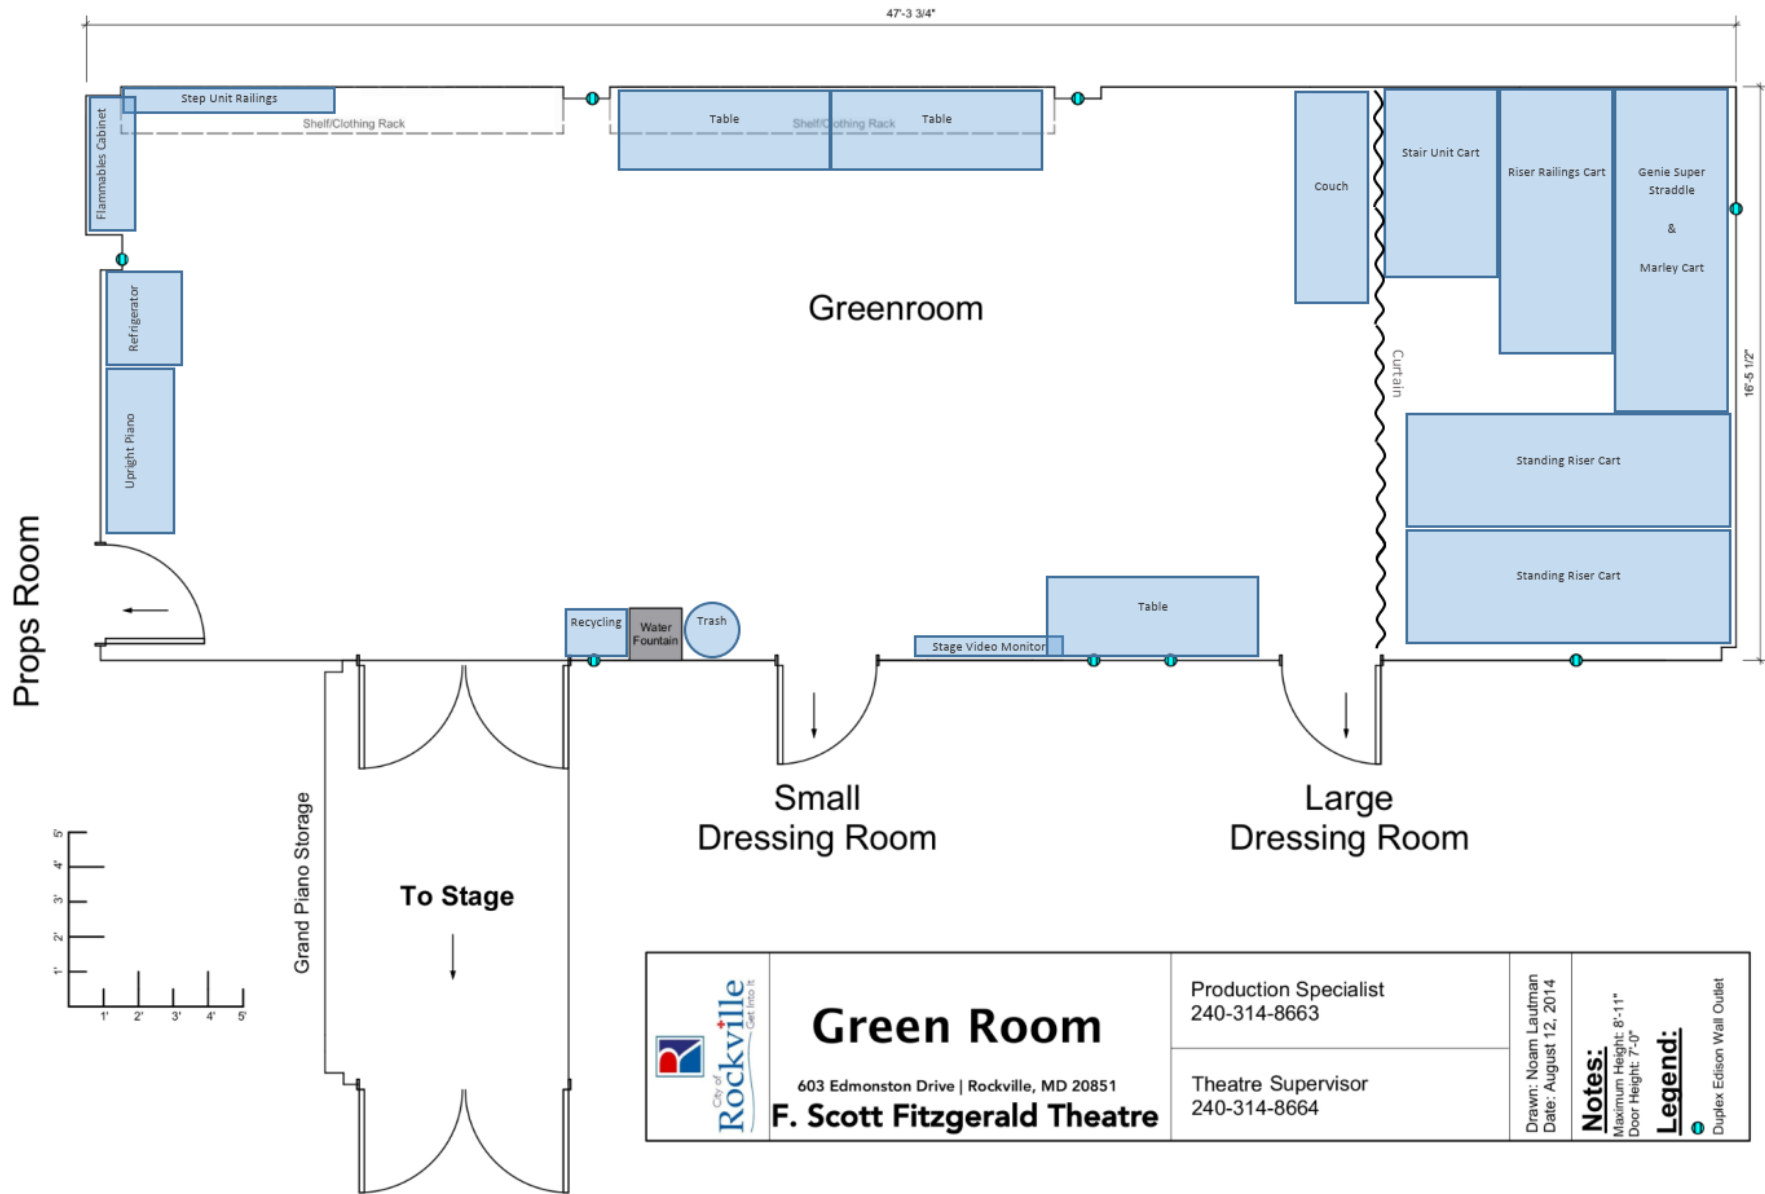 47'-3 3/4"
Step Unit Railings
Shelf/Clothing Rack
Flammables Cabinet
Table
Shelf/Clothing Rack
Table
Couch
Stair Unit Cart
Riser Railings Cart
Genie Super
Straddle
&
Marley Cart
Refrigerator
Greenroom
Curtain
16'-5 1/2"
Upright Piano
Standing Riser Cart
Standing Riser Cart
Props Room
Recycling
Water
Fountain
Trash
Stage Video Monitor
Table
Small
Dressing Room
Large
Dressing Room
Grand Piano Storage
To Stage
5'
4'
3'
2'
1'
1'
2'
3'
4'
5'
City of
Rockville
Get Into It
Green Room
603 Edmonston Drive | Rockville, MD 20851
F. Scott Fitzgerald Theatre
Production Specialist
240-314-8663
Theatre Supervisor
240-314-8664
Drawn: Noam Lautman
Date: August 12, 2014
Notes:
Maximum Height: 8'-11"
Door Height: 7'-0"
Legend:
Duplex Edison Wall Outlet